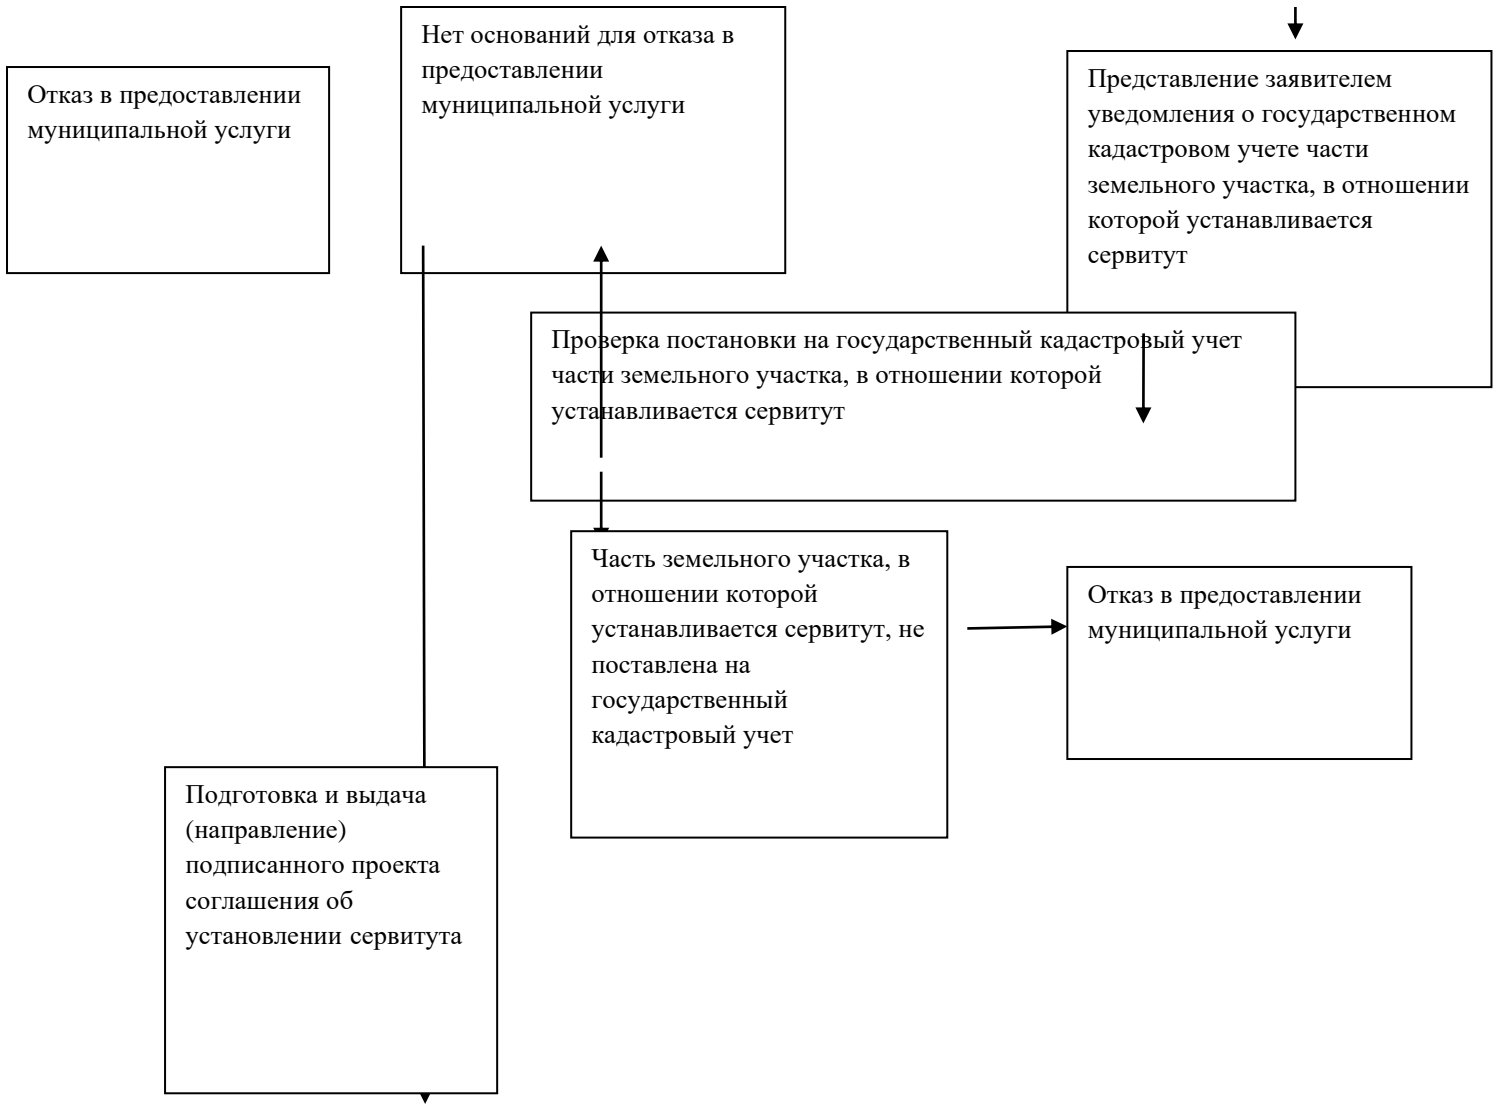 Нет оснований для отказа в
предоставлении
муниципальной услуги
Отказ в предоставлении
муниципальной услуги
Представление заявителем
уведомления о государственном
кадастровом учете части
земельного участка, в отношении
которой устанавливается
сервитут
Проверка постановки на государственный кадастровый учет
части земельного участка, в отношении которой
устанавливается сервитут
Часть земельного участка, в
отношении которой
устанавливается сервитут, не
поставлена на
государственный
кадастровый учет
Отказ в предоставлении
муниципальной услуги
Подготовка и выдача
(направление)
подписанного проекта
соглашения об
установлении сервитута